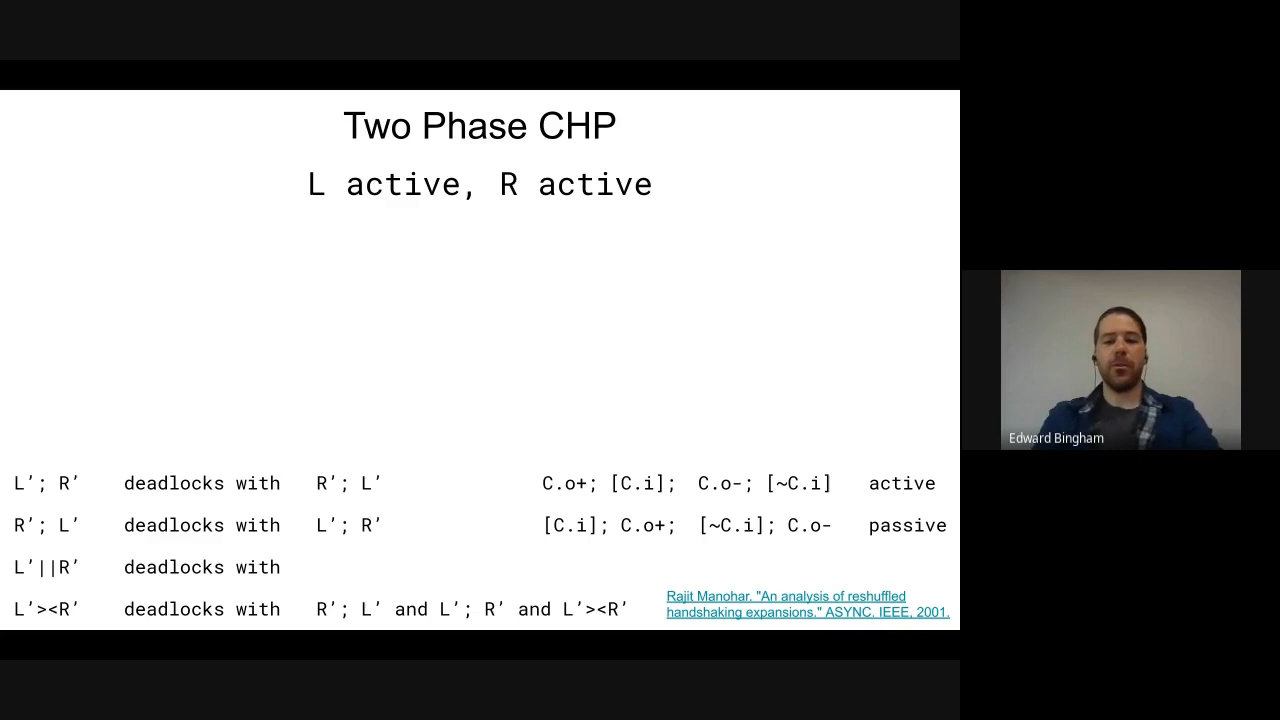 Two Phase CHP
L active, R active
L’; R’ deadlocks with R’; L’ C.o+; [C.i]; C.o-; [~C.i] active
R’; L’ deadlocks with L’; R’ [C.i]; C.o+; [~C.i]; C.o- passive
L’||R’ deadlocks with
L’><R’ deadlocks with R’; L’ and L’; R’ and L’><R’
Rajit Manohar. "An analysis of reshuffled
handshaking expansions." ASYNC. IEEE, 2001.
Edward Bingham